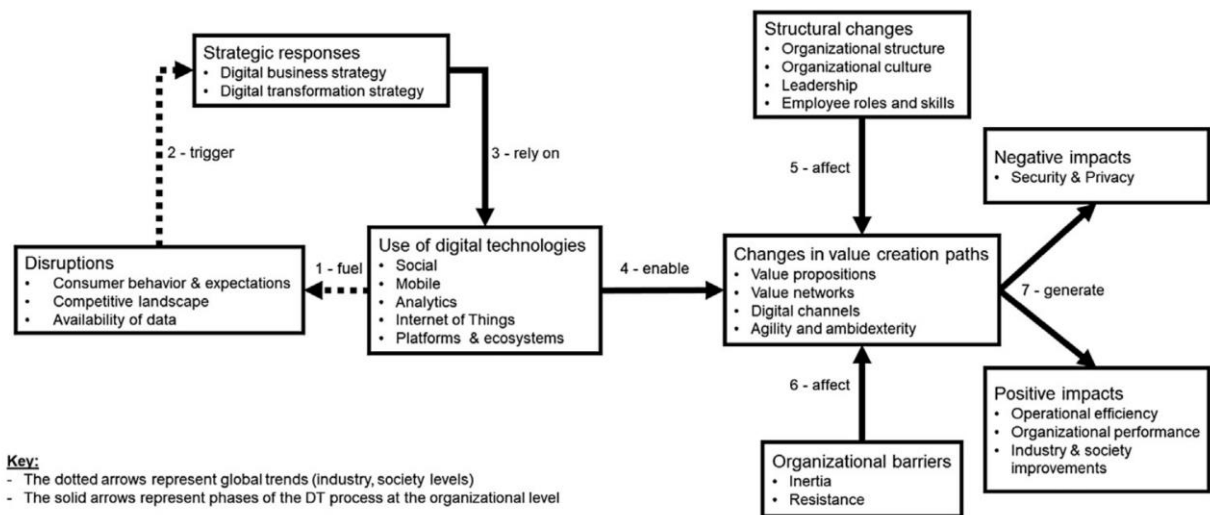 Strategic responses
• Digital business strategy
• Digital transformation strategy
2 - trigger
3 - rely on
Disruptions
• Consumer behavior & expectations
• Competitive landscape
• Availability of data
1 - fuel
Use of digital technologies
• Social
• Mobile
• Analytics
• Internet of Things
• Platforms & ecosystems
4 - enable
Structural changes
• Organizational structure
• Organizational culture
• Leadership
• Employee roles and skills
5 - affect
Changes in value creation paths
• Value propositions
• Value networks
• Digital channels
• Agility and ambidexterity
6 - affect
Organizational barriers
• Inertia
• Resistance
7 - generate
Negative impacts
• Security & Privacy
Positive impacts
• Operational efficiency
• Organizational performance
• Industry & society
improvements
Key:
- The dotted arrows represent global trends (industry, society levels)
- The solid arrows represent phases of the DT process at the organizational level